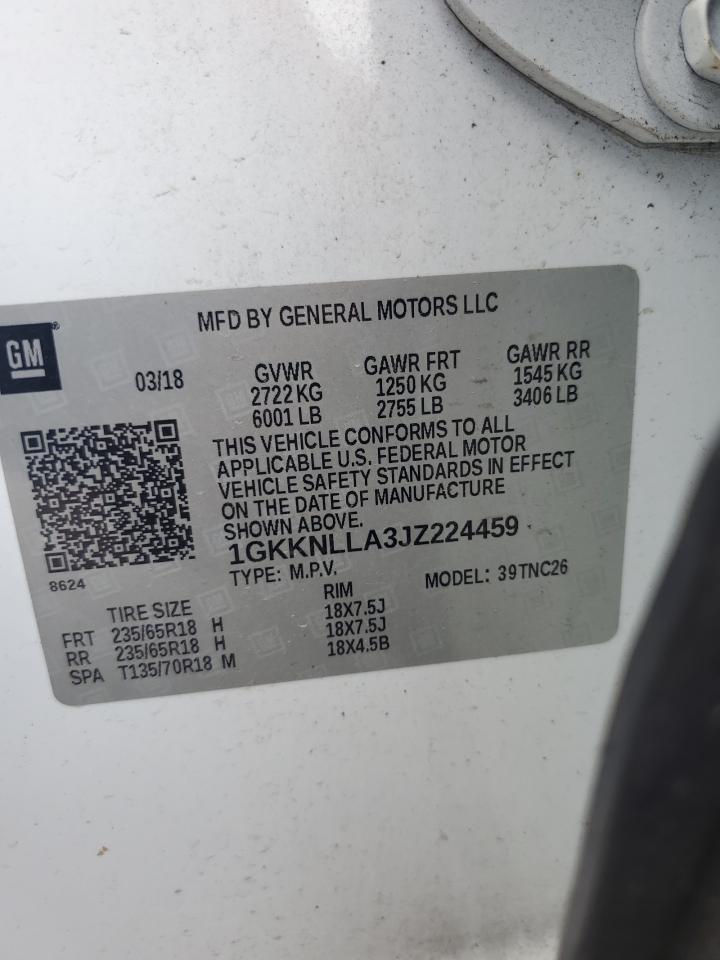 MFD BY GENERAL MOTORS LLC
GM®
03/18 GVWR GAWR FRT GAWR RR
2722 KG 1250 KG 1545 KG
6001 LB 2755 LB 3406 LB
THIS VEHICLE CONFORMS TO ALL
APPLICABLE U.S. FEDERAL MOTOR
VEHICLE SAFETY STANDARDS IN EFFECT
ON THE DATE OF MANUFACTURE
SHOWN ABOVE.
1GKKNLLA3JZ224459
8624
TYPE: M.P.V. MODEL: 39TNC26
TIRE SIZE RIM
FRT 235/65R18 H 18X7.5J
RR 235/65R18 H 18X7.5J
SPA T135/70R18 M 18X4.5B